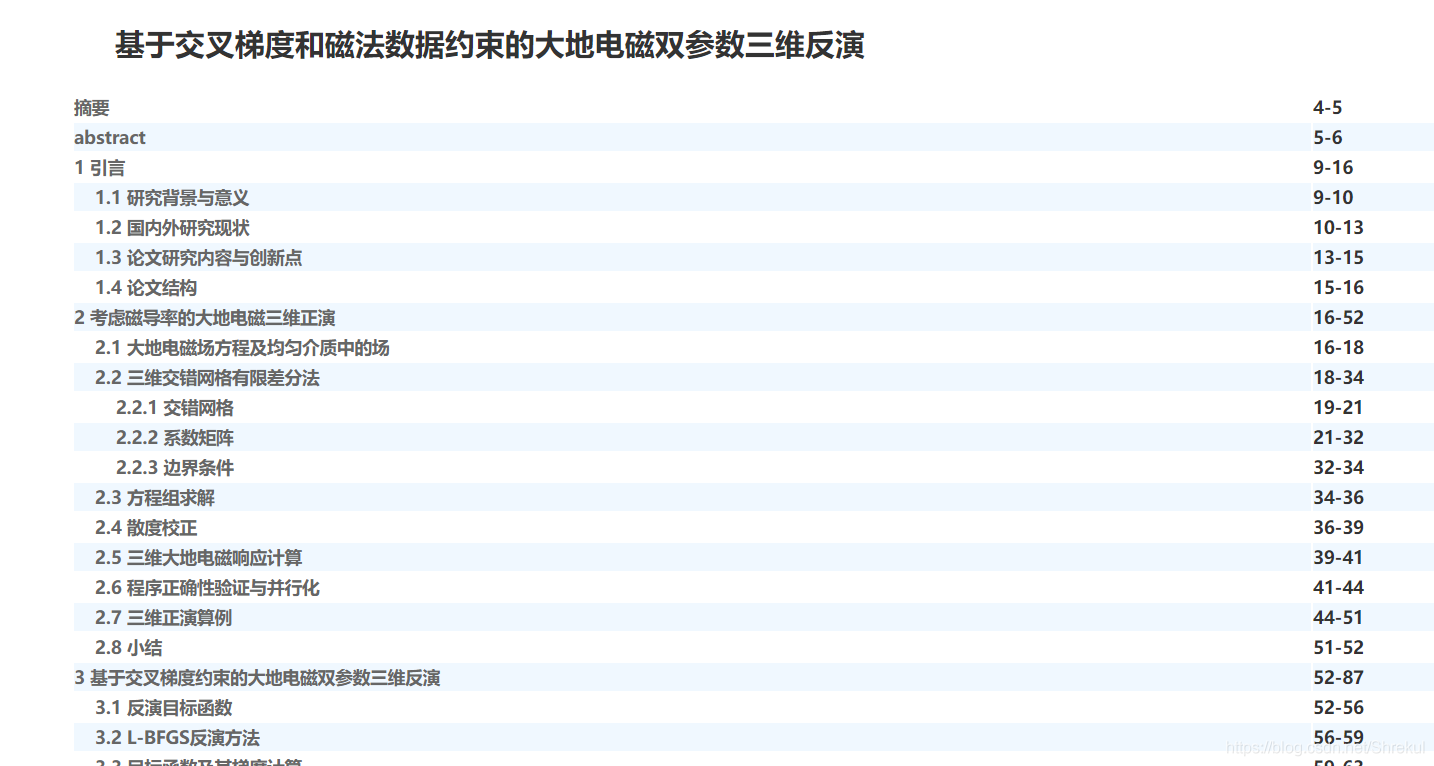 基于交叉梯度和磁法数据约束的大地电磁双参数三维反演
摘要 4-5
abstract 5-6
1 引言 9-16
1.1 研究背景与意义 9-10
1.2 国内外研究现状 10-13
1.3 论文研究内容与创新点 13-15
1.4 论文结构 15-16
2 考虑磁导率的大地电磁三维正演 16-52
2.1 大地电磁场方程及均匀介质中的场 16-18
2.2 三维交错网格有限差分法 18-34
2.2.1 交错网格 19-21
2.2.2 系数矩阵 21-32
2.2.3 边界条件 32-34
2.3 方程组求解 34-36
2.4 散度校正 36-39
2.5 三维大地电磁响应计算 39-41
2.6 程序正确性验证与并行化 41-44
2.7 三维正演算例 44-51
2.8 小结 51-52
3 基于交叉梯度约束的大地电磁双参数三维反演 52-87
3.1 反演目标函数 52-56
3.2 L-BFGS反演方法 56-59
https://blog.csdn.net/Shrekul
3.3 目标函数及其梯度计算 59-63